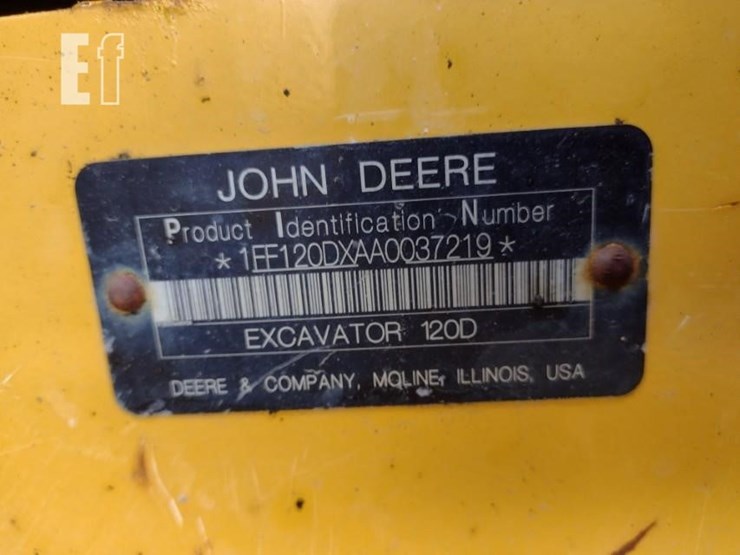 Ef
JOHN DEERE
Product Identification Number
*1FF120DXAA0037219*
EXCAVATOR 120D
DEERE & COMPANY, MOLINE, ILLINOIS, USA